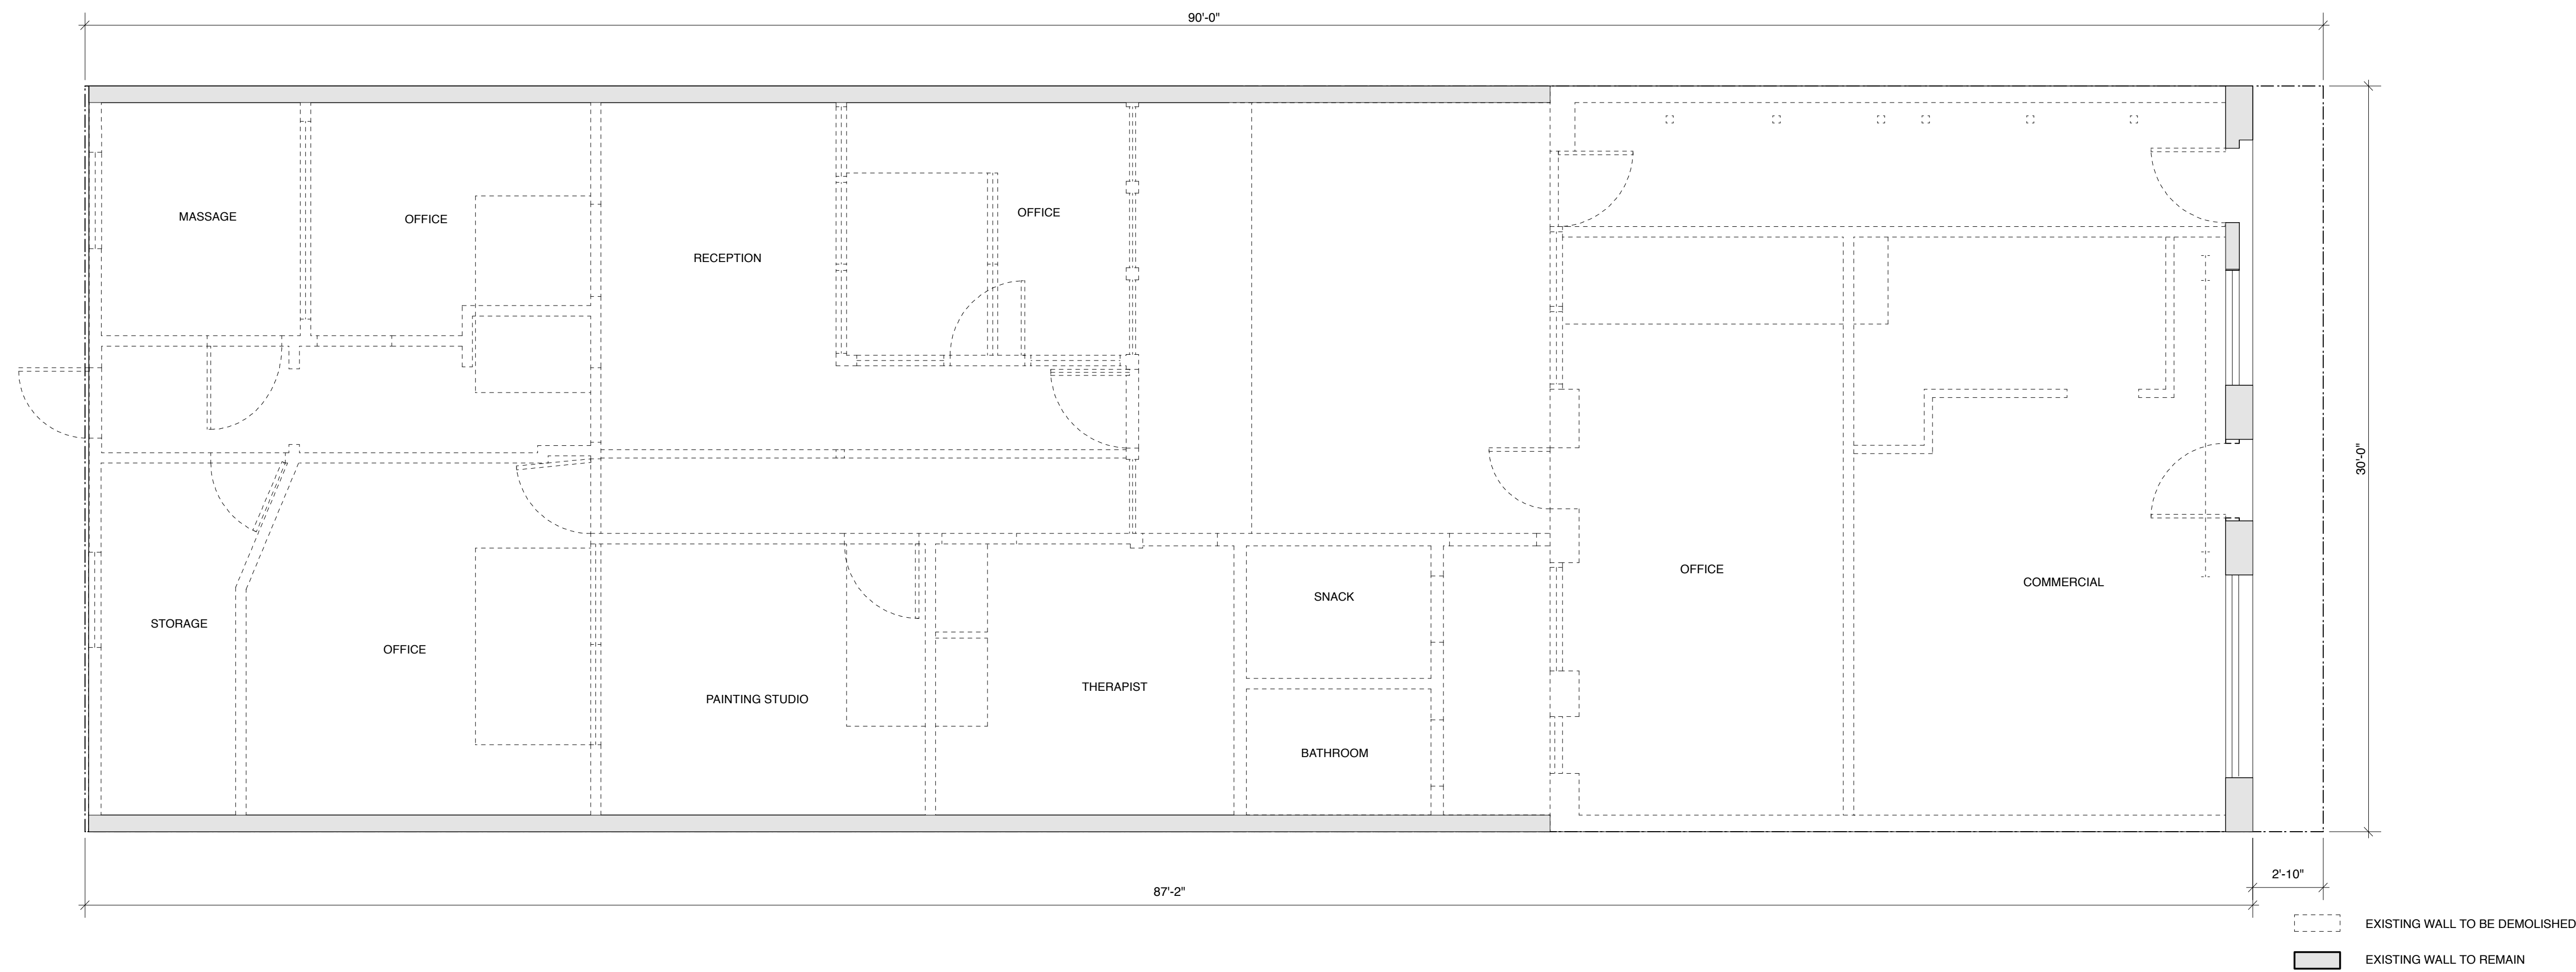 90'-0"
MASSAGE
OFFICE
OFFICE
RECEPTION
30'-0"
OFFICE
COMMERCIAL
SNACK
STORAGE
OFFICE
THERAPIST
PAINTING STUDIO
BATHROOM
2'-10"
87'-2"
EXISTING WALL TO BE DEMOLISHED
EXISTING WALL TO REMAIN